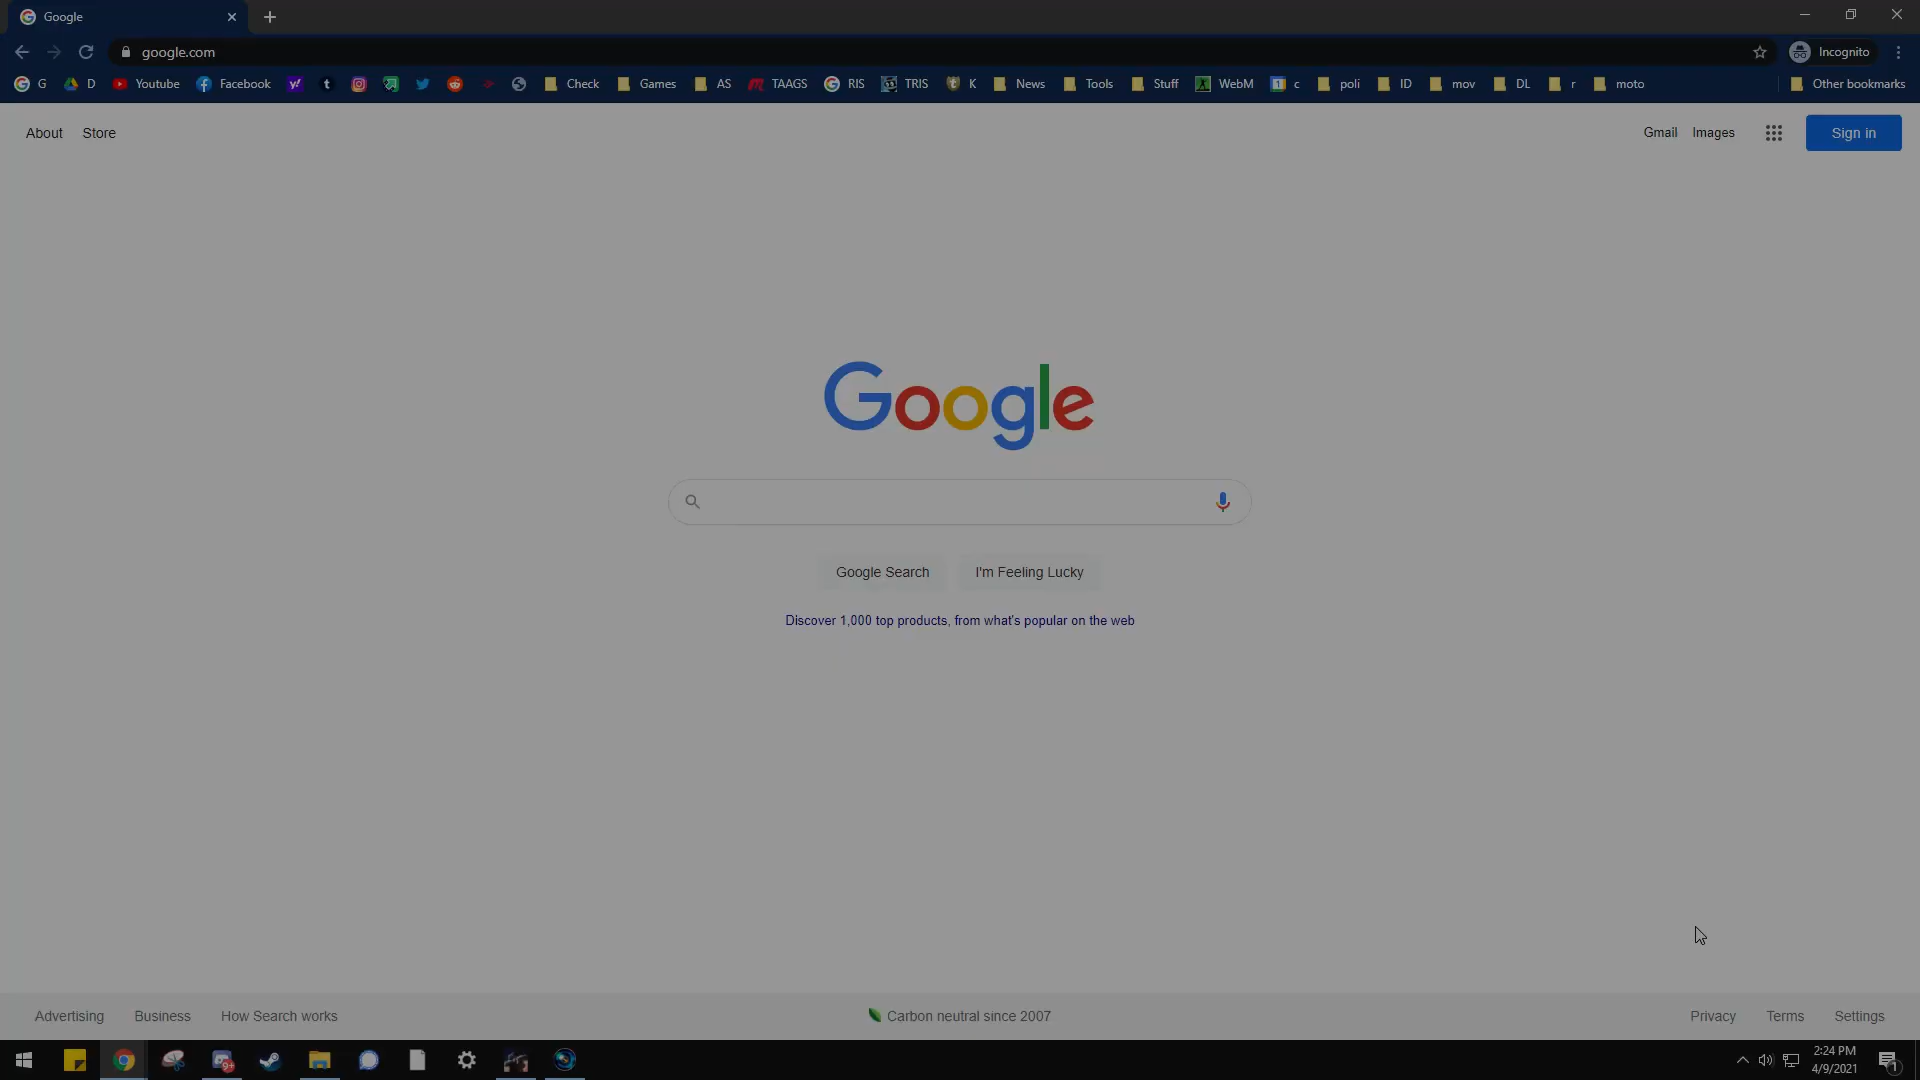 Google
google.com
Incognito
G D Youtube Facebook Check Games AS TAAGS RIS TRIS K News Tools Stuff WebM c poli ID mov DL r moto Other bookmarks
About Store Gmail Images Sign in
Google
Google Search I'm Feeling Lucky
Discover 1,000 top products, from what's popular on the web
Advertising Business How Search works Carbon neutral since 2007 Privacy Terms Settings
9+
2:24 PM
4/9/2021
1